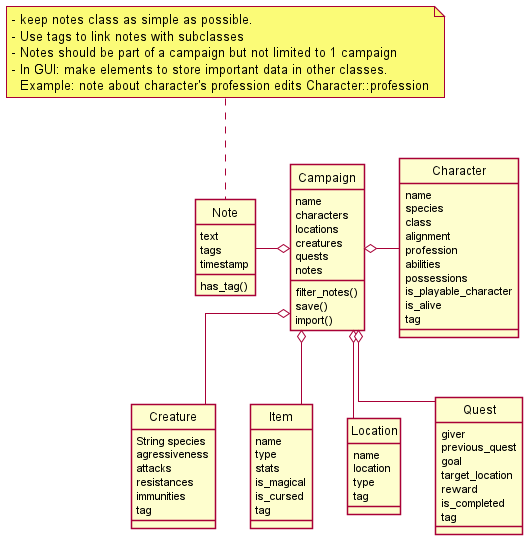 - keep notes class as simple as possible.
- Use tags to link notes with subclasses
- Notes should be part of a campaign but not limited to 1 campaign
- In GUI: make elements to store important data in other classes.
Example: note about character's profession edits Character::profession
Note
text
tags
timestamp
has_tag()
Campaign
name
characters
locations
creatures
quests
notes
filter_notes()
save()
import()
Character
name
species
class
alignment
profession
abilities
possessions
is_playable_character
is_alive
tag
Creature
String species
agressiveness
attacks
resistances
immunities
tag
Item
name
type
stats
is_magical
is_cursed
tag
Location
name
location
type
tag
Quest
giver
previous_quest
goal
target_location
reward
is_completed
tag